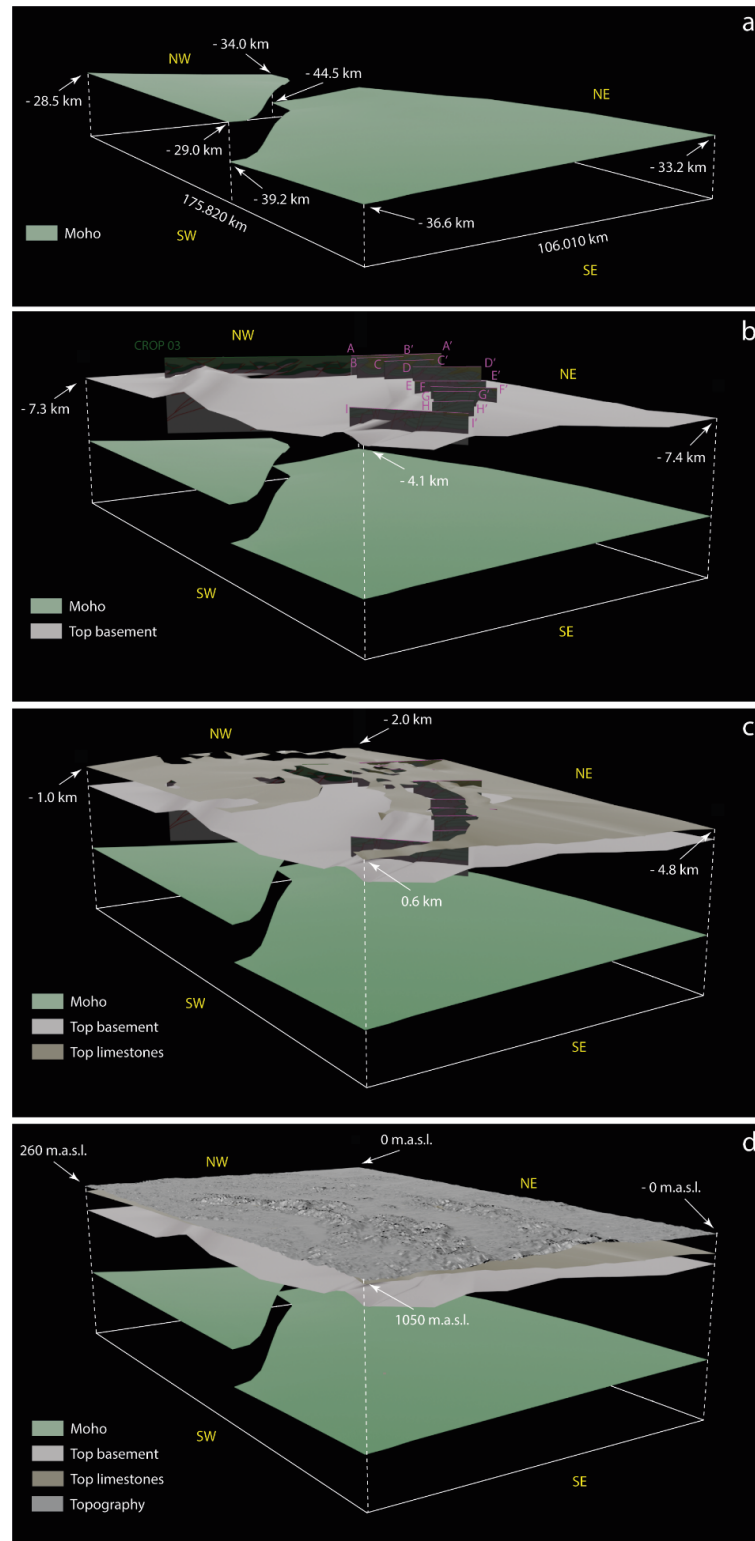 a
- 34.0 km
NW
- 44.5 km
- 28.5 km
NE
- 29.0 km
- 33.2 km
- 39.2 km
175.820 km
- 36.6 km
106.010 km
Moho
SW
SE
b
NW
CROP 03
A
B'
A'
B
C
C'
D
D'
E'
E
F
F'
G
G'
H
H'
I
I'
NE
- 7.3 km
- 7.4 km
- 4.1 km
SW
Moho
Top basement
SE
c
- 2.0 km
NW
NE
- 1.0 km
- 4.8 km
0.6 km
Moho
SW
Top basement
Top limestones
SE
d
0 m.a.s.l.
260 m.a.s.l.
NW
NE
- 0 m.a.s.l.
1050 m.a.s.l.
Moho
SW
Top basement
Top limestones
SE
Topography